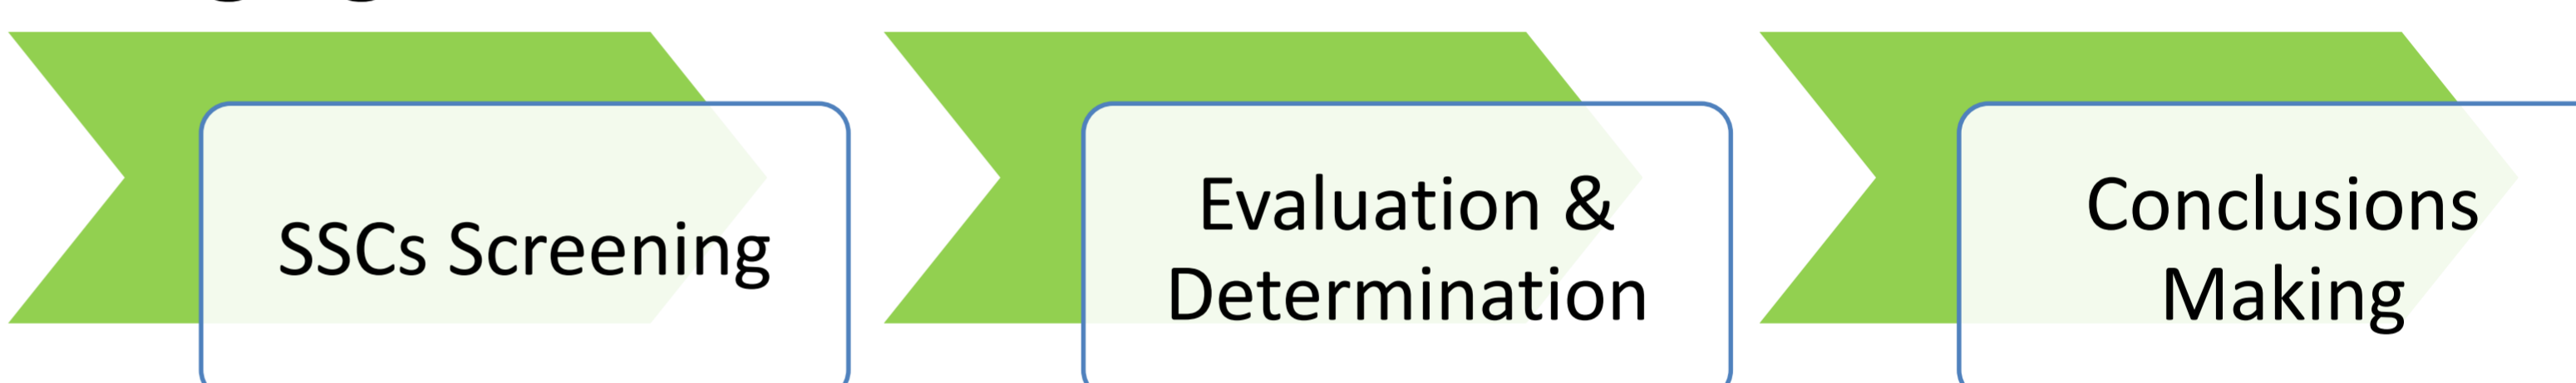 SSCs Screening
Evaluation &
Determination
Conclusions
Making